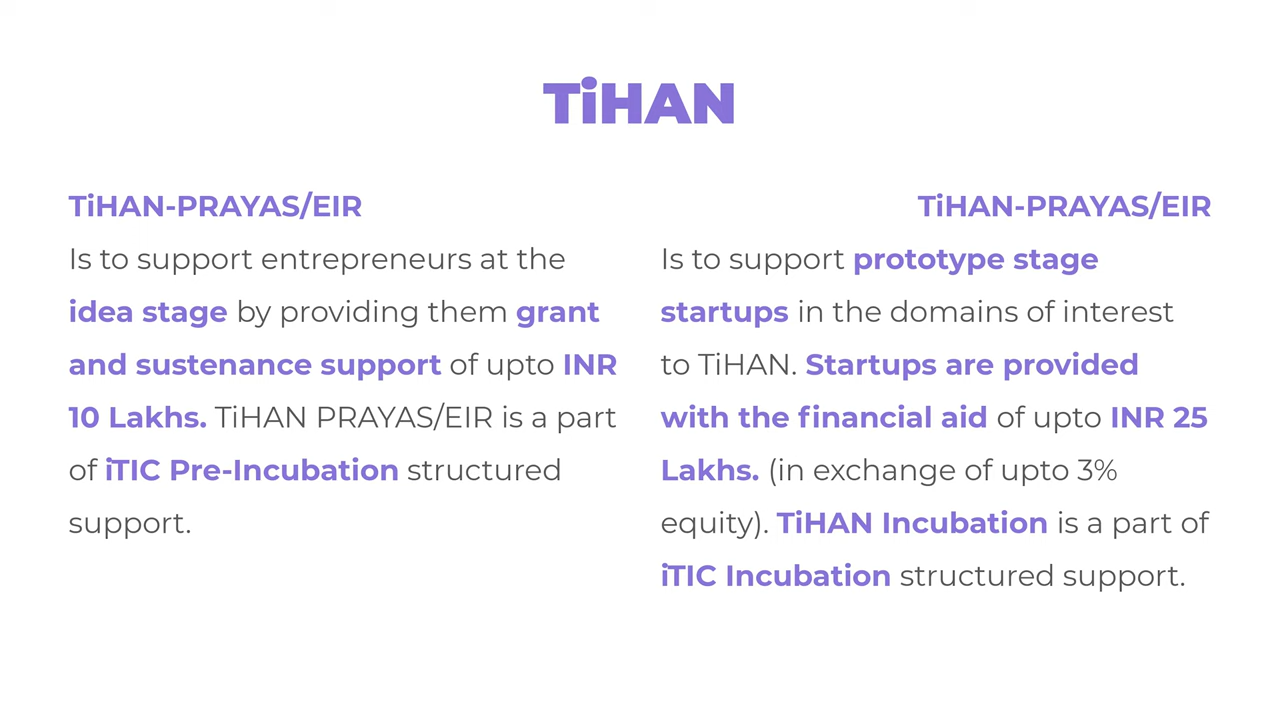 TiHAN
TiHAN-PRAYAS/EIR
Is to support entrepreneurs at the
idea stage by providing them grant
and sustenance support of upto INR
10 Lakhs. TiHAN PRAYAS/EIR is a part
of iTIC Pre-Incubation structured
support.
TiHAN-PRAYAS/EIR
Is to support prototype stage
startups in the domains of interest
to TiHAN. Startups are provided
with the financial aid of upto INR 25
Lakhs. (in exchange of upto 3%
equity). TiHAN Incubation is a part of
iTIC Incubation structured support.